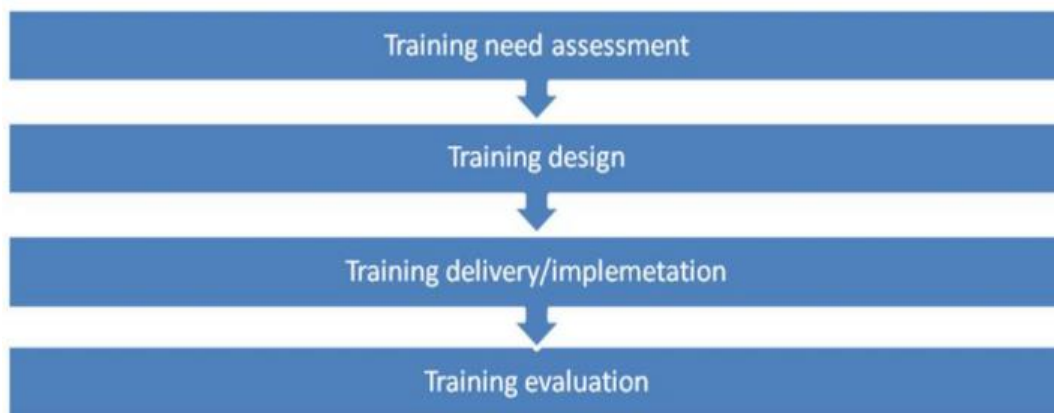 Training need assessment
Training design
Training delivery/implemetation
Training evaluation